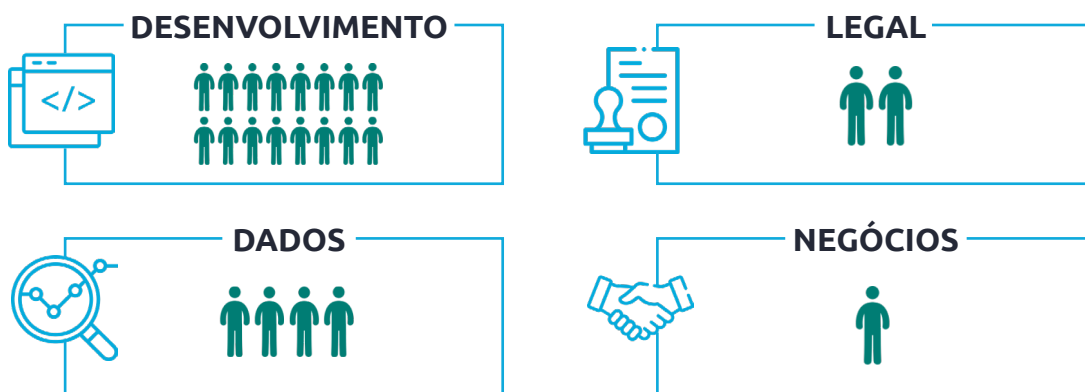 DESENVOLVIMENTO
LEGAL
</>
DADOS
NEGÓCIOS